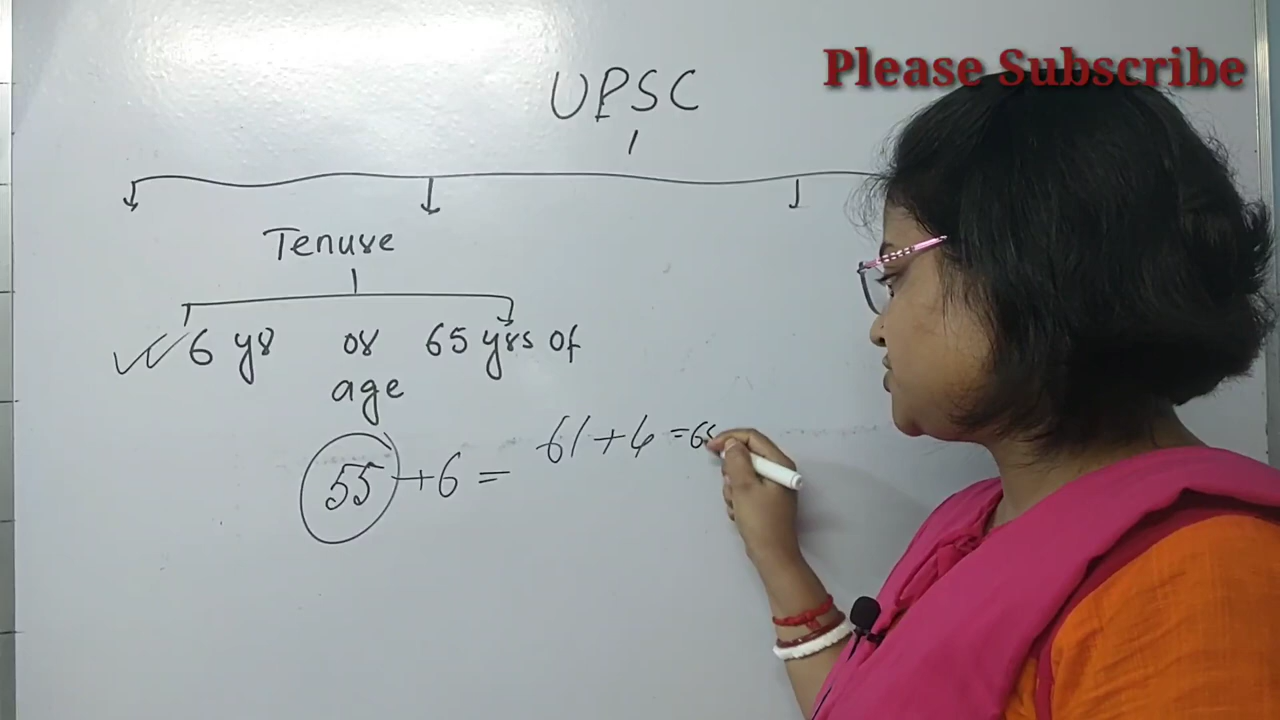 Please Subscribe
UPSC
Tenure
6 yr or 65 yrs of
age
55 + 6 = 61 + 4 = 65